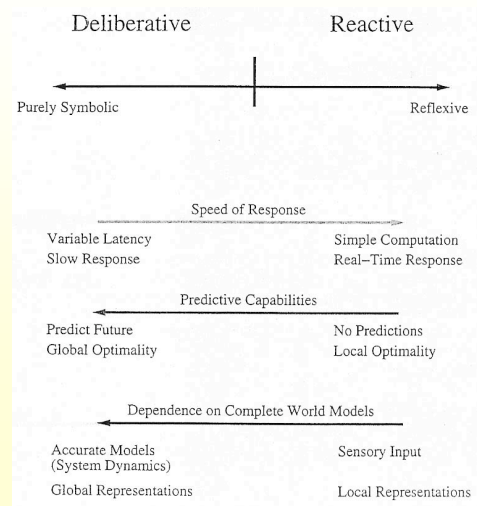 Deliberative Reactive
Purely Symbolic Reflexive
Speed of Response
Variable Latency Simple Computation
Slow Response Real–Time Response
Predictive Capabilities
Predict Future No Predictions
Global Optimality Local Optimality
Dependence on Complete World Models
Accurate Models Sensory Input
(System Dynamics)
Global Representations Local Representations